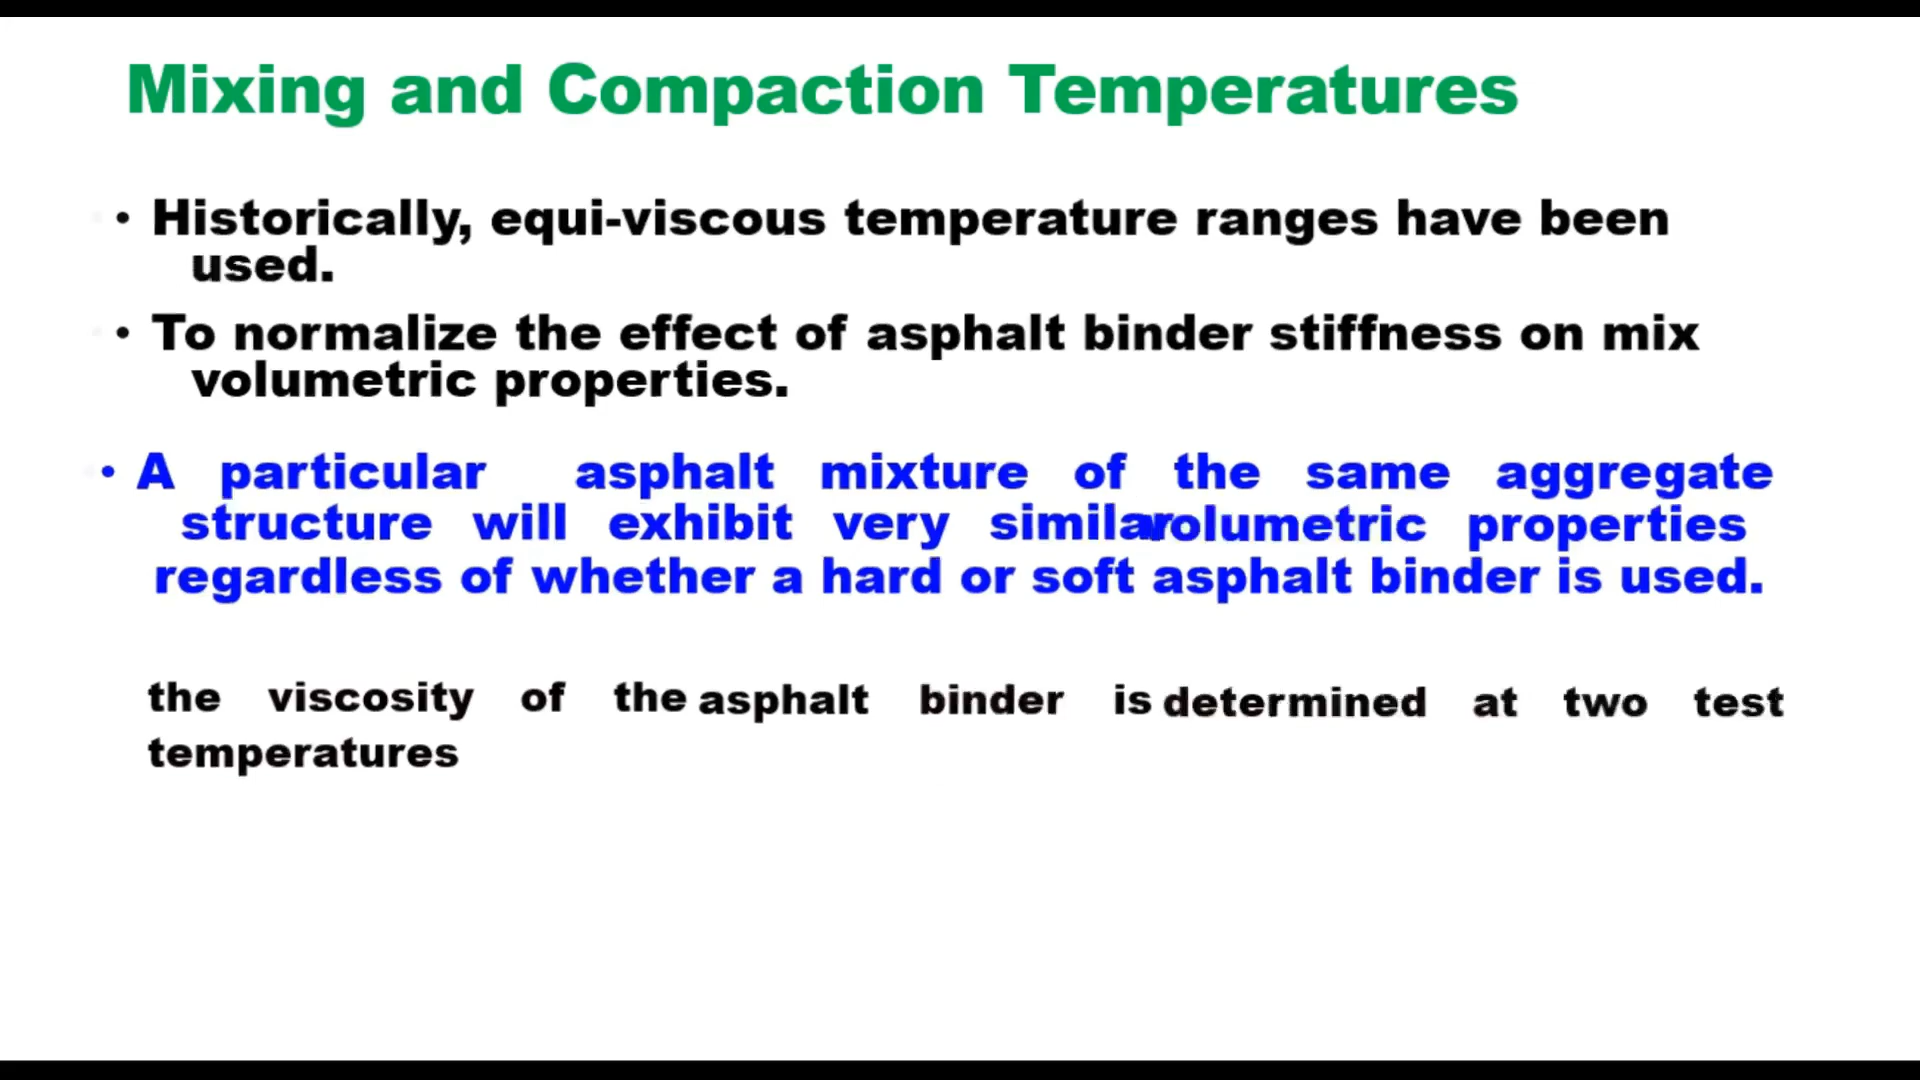 Mixing and Compaction Temperatures
• Historically, equi-viscous temperature ranges have been
used.
• To normalize the effect of asphalt binder stiffness on mix
volumetric properties.
• A particular asphalt mixture of the same aggregate
structure will exhibit very similar volumetric properties
regardless of whether a hard or soft asphalt binder is used.
the viscosity of the asphalt binder is determined at two test
temperatures